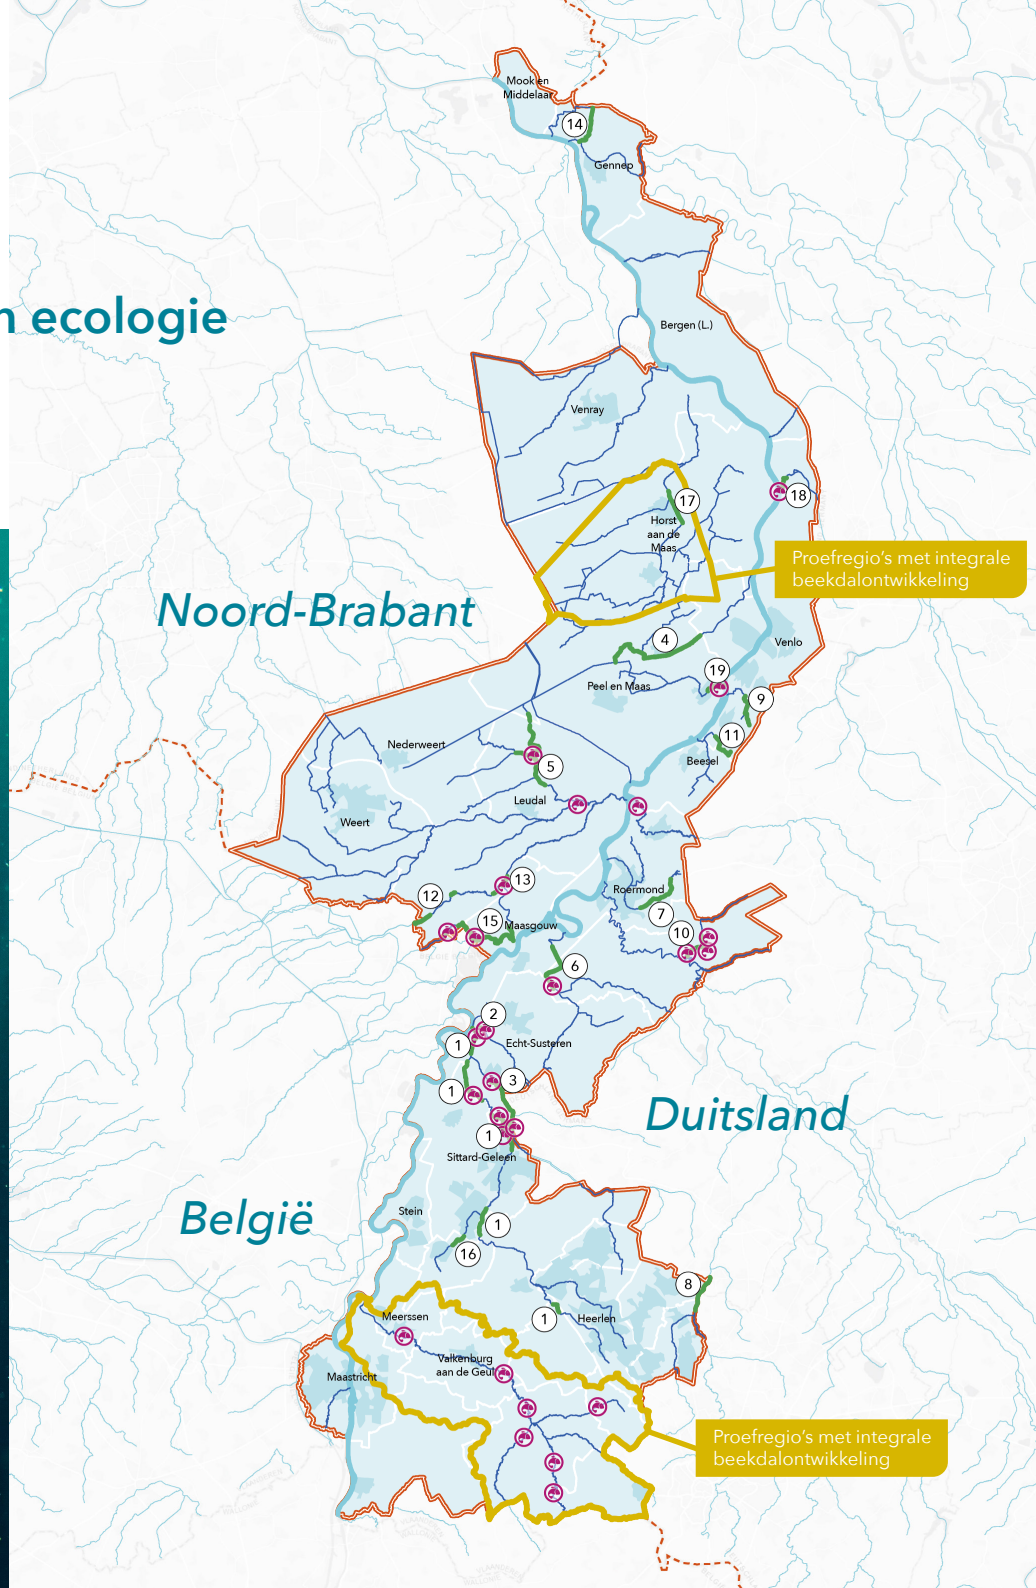 Mook en
Middelaar
14
Gennep
n ecologie
Bergen (L.)
Venray
18
17
Horst
aan de
Maas
Proefregio's met integrale
beekdalontwikkeling
Noord-Brabant
4
Venlo
19
Peel en Maas
9
11
Nederweert
Beesel
5
Leudal
Weert
13
12
Roermond
7
15
Maasgouw
10
6
2
1
Echt-Susteren
3
1
Duitsland
1
Sittard-Geleen
België
Stein
1
16
8
Meerssen
1
Heerlen
Valkenburg
aan de Geul
Maastricht
Proefregio's met integrale
beekdalontwikkeling